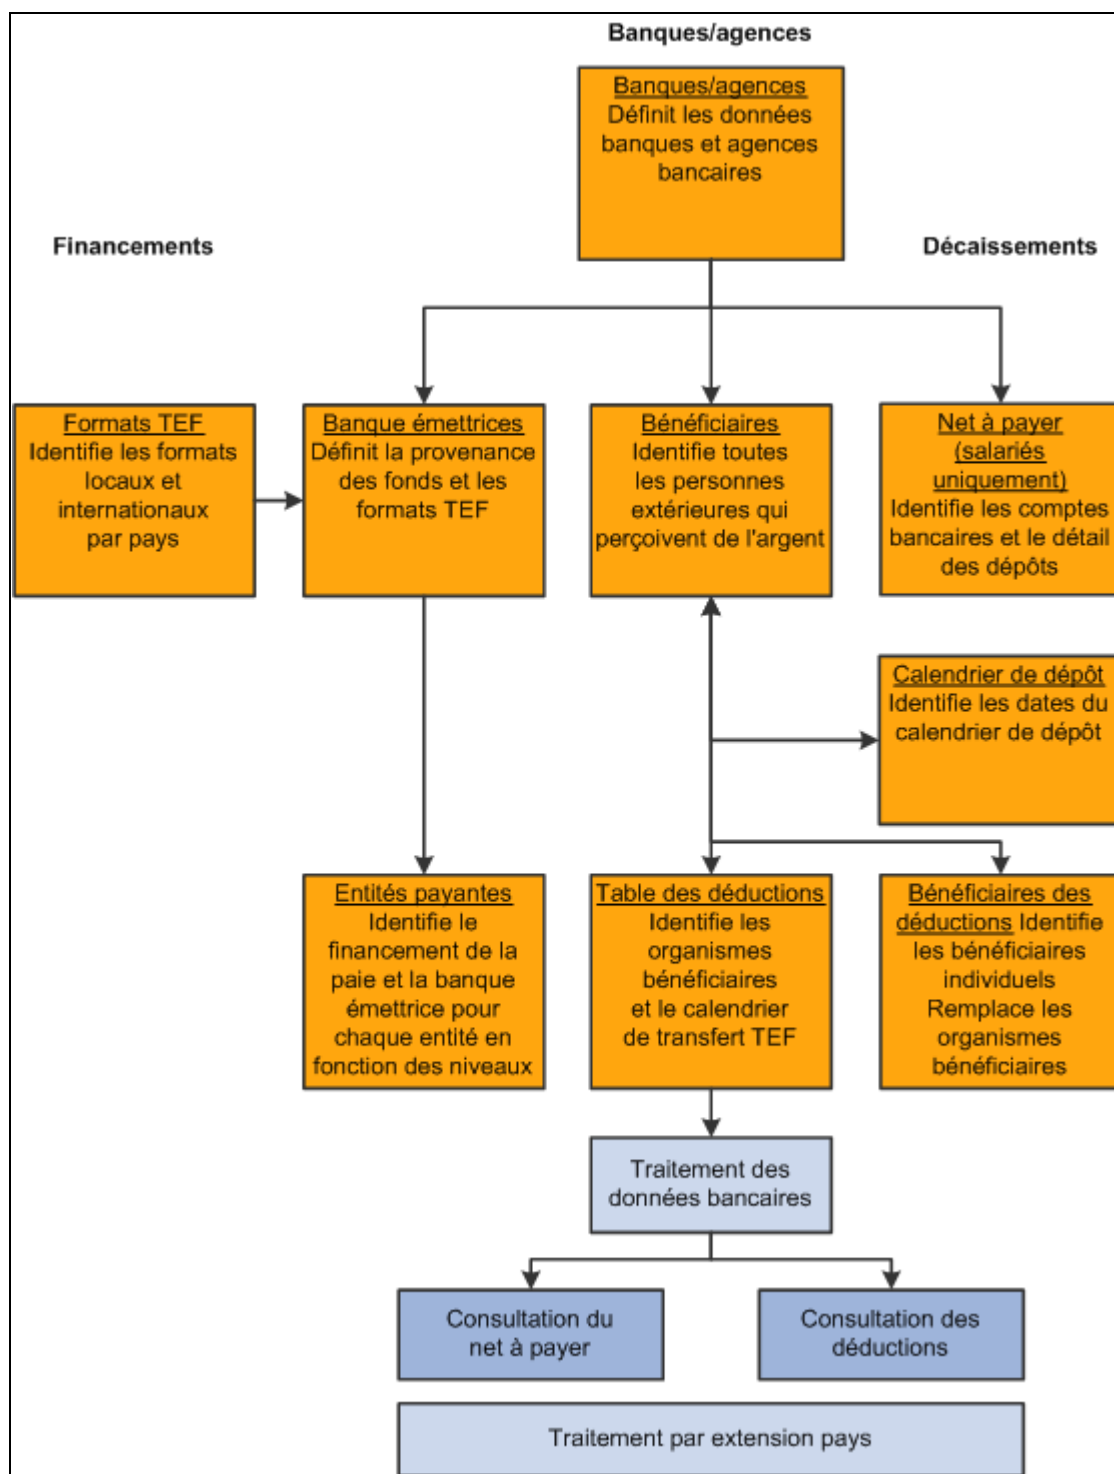 Banques/agences
Banques/agences
Définit les données
banques et agences
bancaires
Financements
Décaissements
Formats TEF
Identifie les formats
locaux et
internationaux
par pays
Banque émettrices
Définit la provenance
des fonds et les
formats TEF
Bénéficiaires
Identifie toutes
les personnes
extérieures qui
perçoivent de l'argent
Net à payer
(salariés
uniquement)
Identifie les comptes
bancaires et le détail
des dépôts
Calendrier de dépôt
Identifie les dates du
calendrier de dépôt
Entités payantes
Identifie le
financement de la
paie et la banque
émettrice pour
chaque entité en
fonction des niveaux
Table des déductions
Identifie les
organismes
bénéficiaires
et le calendrier
de transfert TEF
Bénéficiaires des
déductions Identifie
les bénéficiaires
individuels
Remplace les
organismes
bénéficiaires
Traitement des
données bancaires
Consultation du
net à payer
Consultation des
déductions
Traitement par extension pays